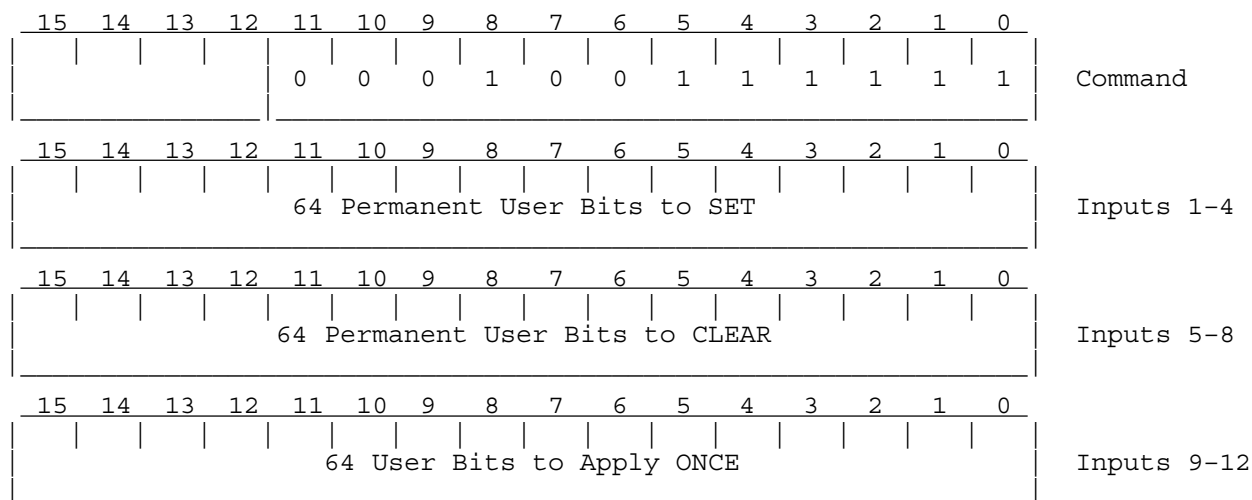 15 14 13 12 11 10 9 8 7 6 5 4 3 2 1 0
0 0 0 1 0 0 1 1 1 1 1 1 Command
15 14 13 12 11 10 9 8 7 6 5 4 3 2 1 0
64 Permanent User Bits to SET Inputs 1-4
15 14 13 12 11 10 9 8 7 6 5 4 3 2 1 0
64 Permanent User Bits to CLEAR Inputs 5-8
15 14 13 12 11 10 9 8 7 6 5 4 3 2 1 0
64 User Bits to Apply ONCE Inputs 9-12